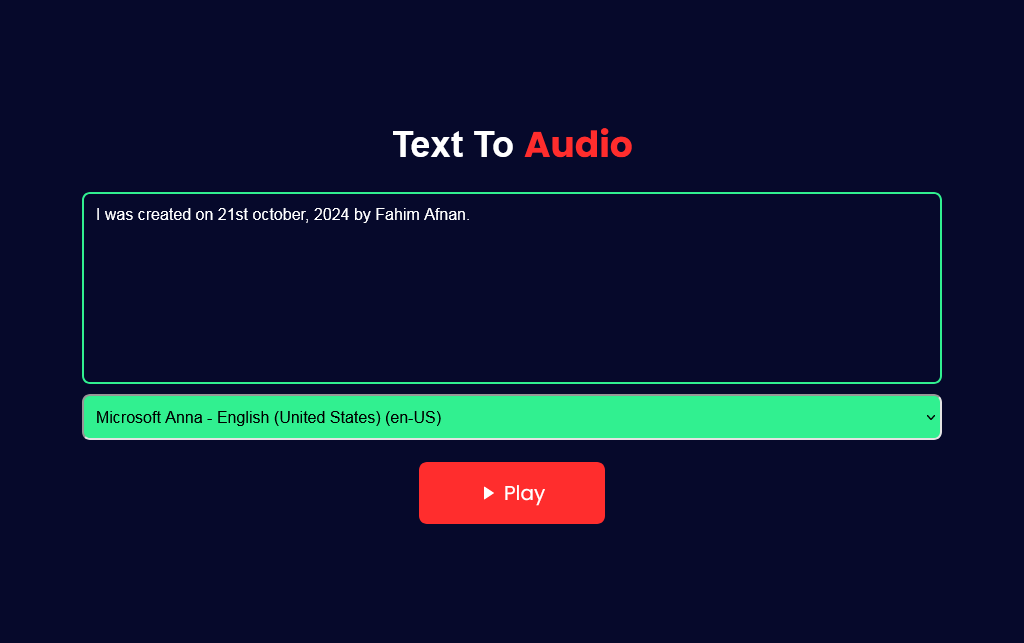 Text To Audio
I was created on 21st october, 2024 by Fahim Afnan.
Microsoft Anna - English (United States) (en-US)
Play